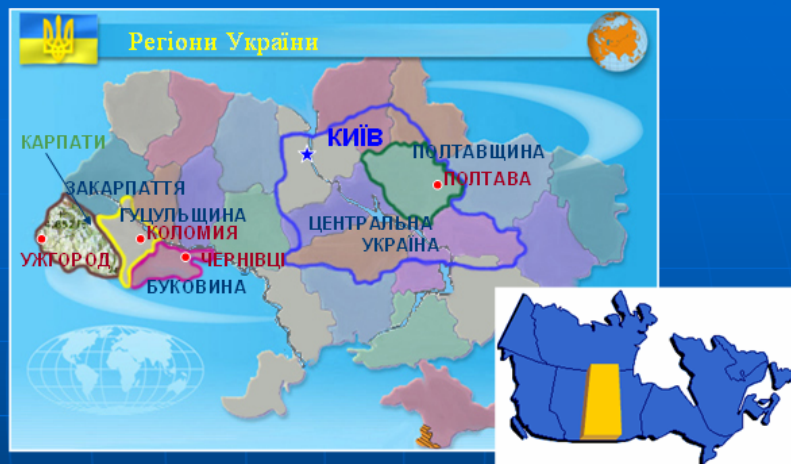 Регіони України
КИЇВ
КАРПАТИ
ПОЛТАВЩИНА
ПОЛТАВА
ЗАКАРПАТТЯ
ГУЦУЛЬЩИНА
КОЛОМИЯ
ЦЕНТРАЛЬНА
УКРАЇНА
УЖГОРОД
ЧЕРНІВЦІ
БУКОВИНА